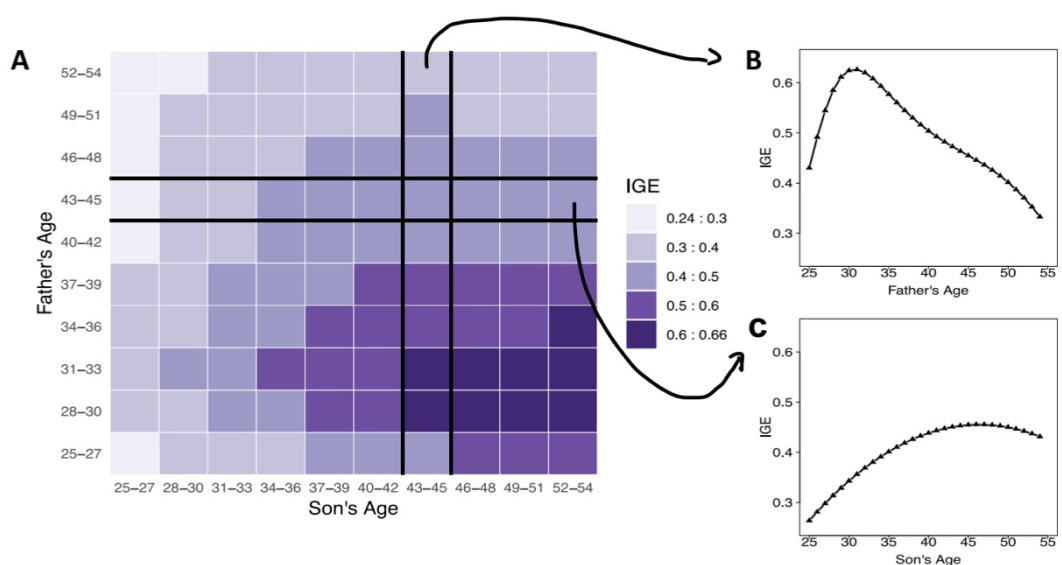 A
Father's Age
52–54
49–51
46–48
43–45
40–42
37–39
34–36
31–33
28–30
25–27
25–27 28–30 31–33 34–36 37–39 40–42 43–45 46–48 49–51 52–54
Son's Age
IGE
0.24 : 0.3
0.3 : 0.4
0.4 : 0.5
0.5 : 0.6
0.6 : 0.66
B
IGE
0.6
0.5
0.4
0.3
25 30 35 40 45 50 55
Father's Age
C
IGE
0.6
0.5
0.4
0.3
25 30 35 40 45 50 55
Son's Age